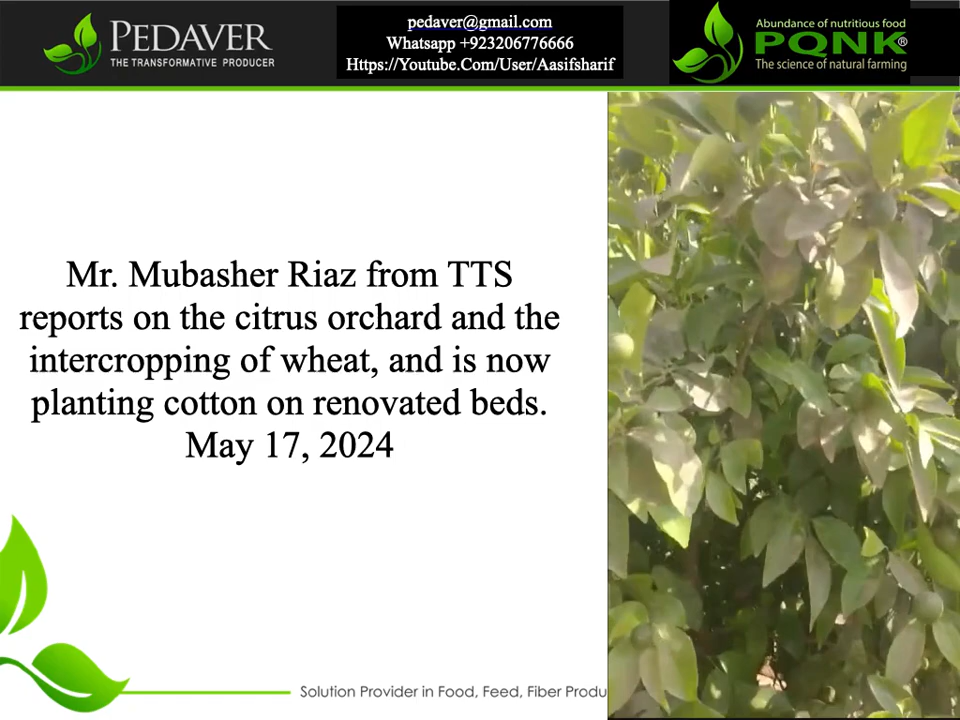 PEDAVER
THE TRANSFORMATIVE PRODUCER
pedaver@gmail.com
Whatsapp +923206776666
Https://Youtube.Com/User/Aasifsharif
Abundance of nutritious food
PQNK®
The science of natural farming
Mr. Mubasher Riaz from TTS
reports on the citrus orchard and the
intercropping of wheat, and is now
planting cotton on renovated beds.
May 17, 2024
Solution Provider in Food, Feed, Fiber Produ